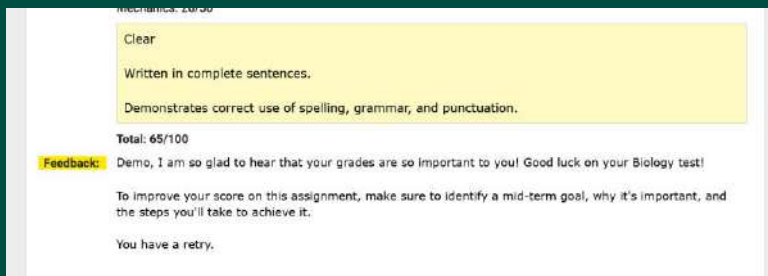 Mechanics: 28/30
Clear
Written in complete sentences.
Demonstrates correct use of spelling, grammar, and punctuation.
Total: 65/100
Feedback: Demo, I am so glad to hear that your grades are so important to you! Good luck on your Biology test!
To improve your score on this assignment, make sure to identify a mid-term goal, why it's important, and
the steps you'll take to achieve it.
You have a retry.